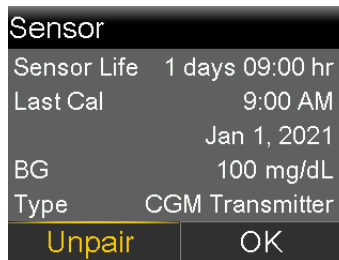 Sensor
Sensor Life 1 days 09:00 hr
Last Cal 9:00 AM
Jan 1, 2021
BG 100 mg/dL
Type CGM Transmitter
Unpair OK